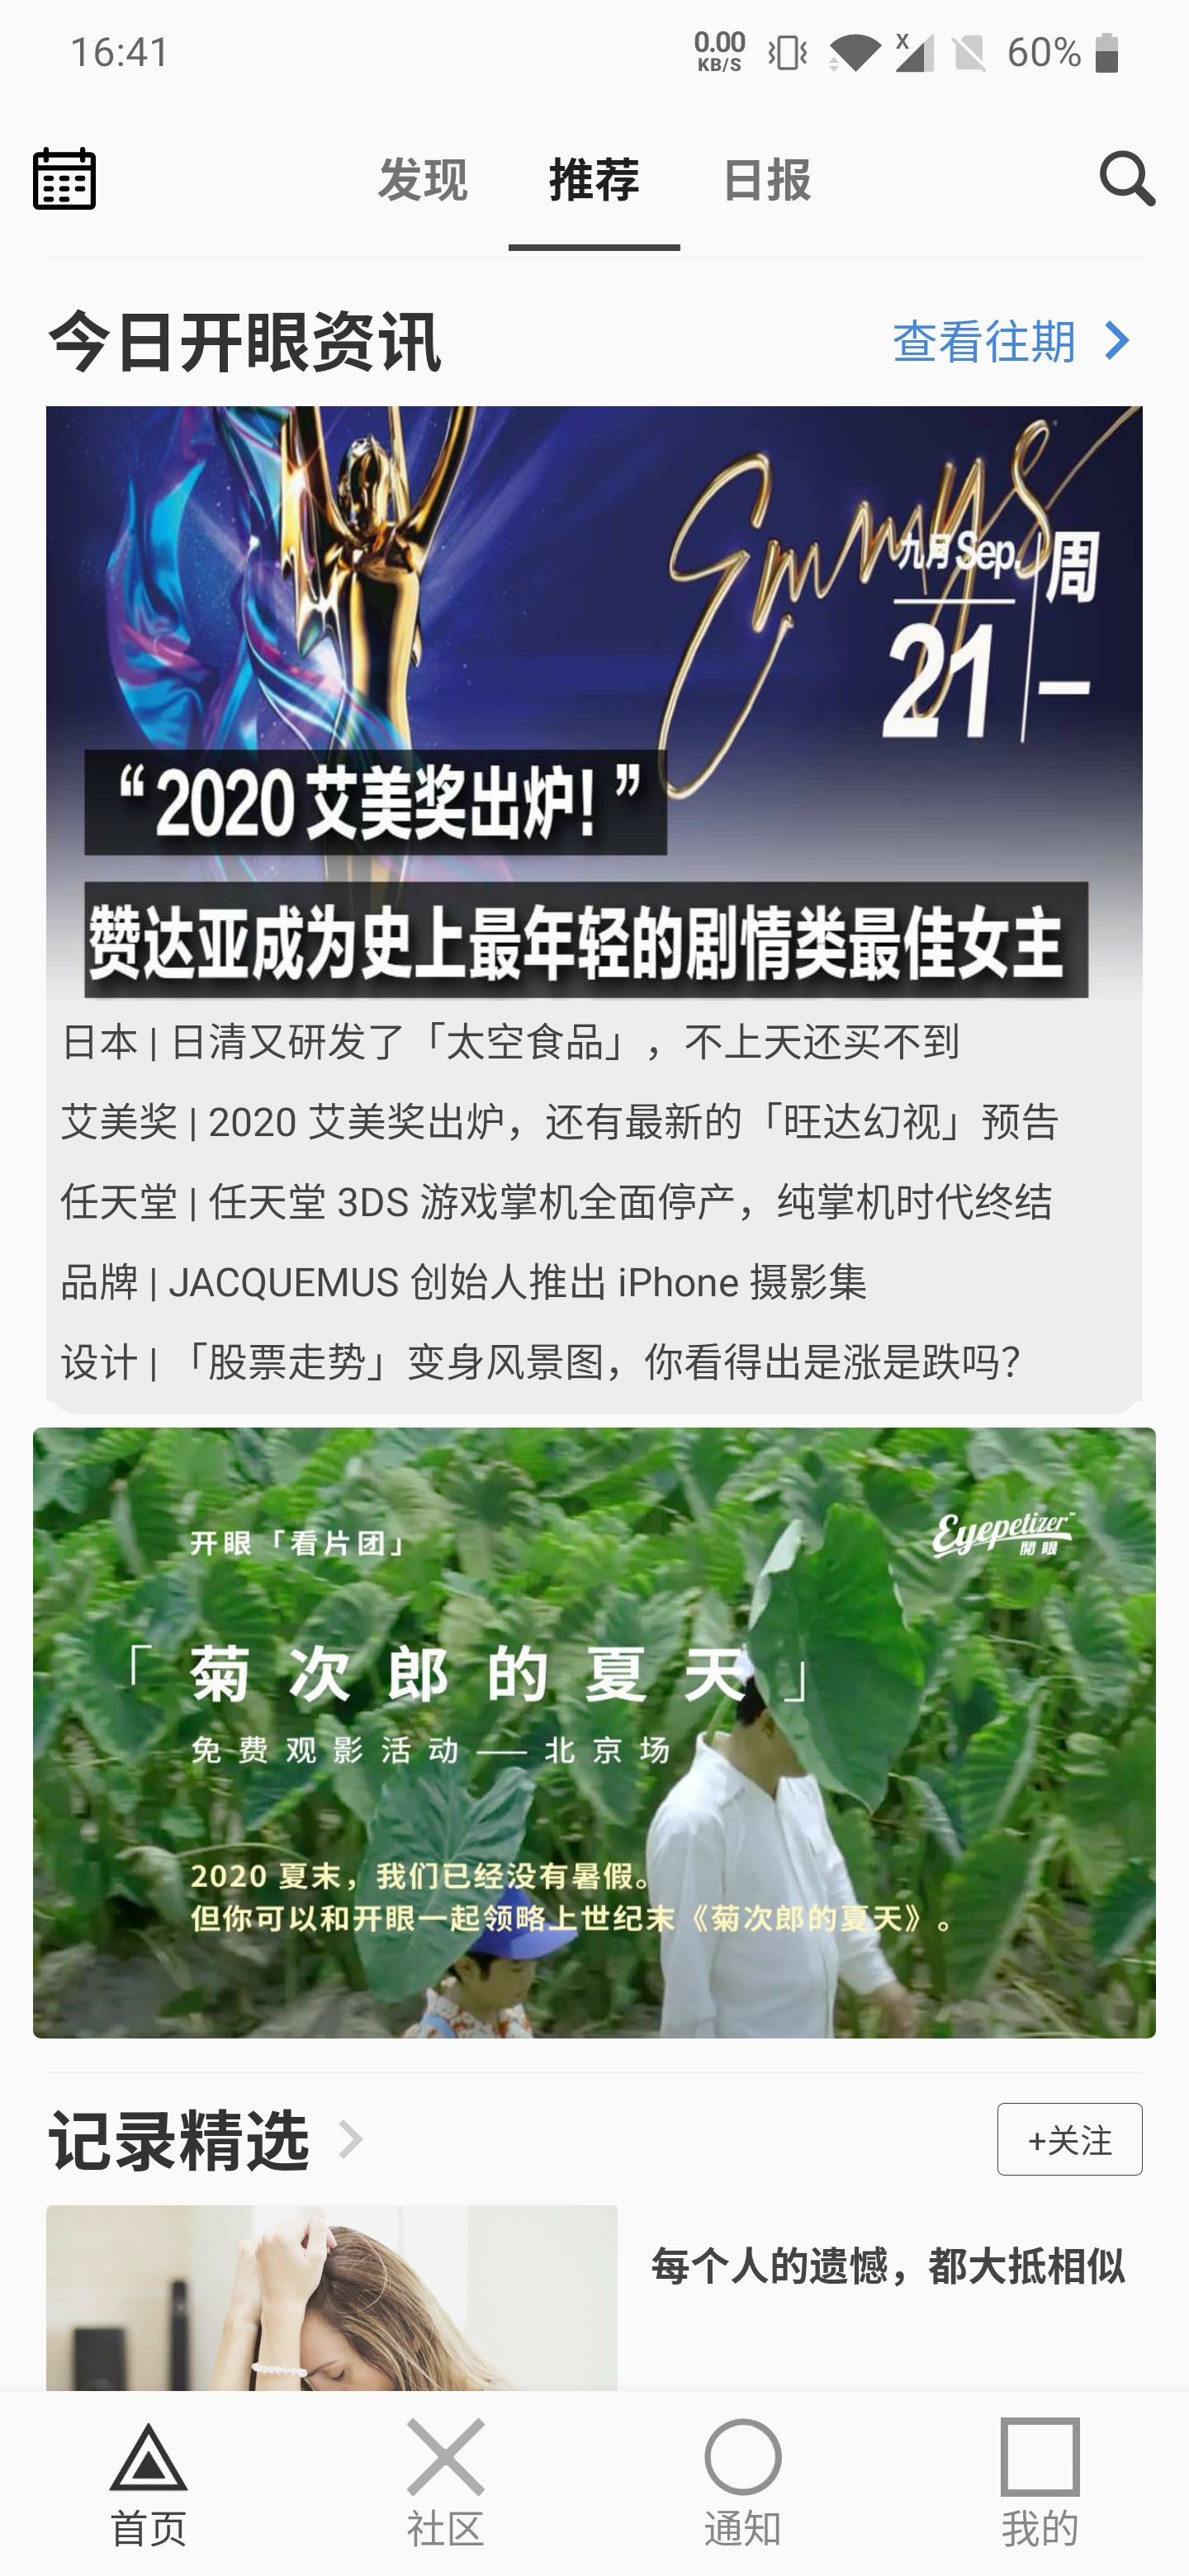 16:41
0.00
KB/S
X
60%
发现 推荐 日报
今日开眼资讯
查看往期
Emmys
九月 Sep.
21
周一
“2020 艾美奖出炉！”
赞达亚成为史上最年轻的剧情类最佳女主
日本 | 日清又研发了「太空食品」，不上天还买不到
艾美奖 | 2020 艾美奖出炉，还有最新的「旺达幻视」预告
任天堂 | 任天堂 3DS 游戏掌机全面停产，纯掌机时代终结
品牌 | JACQUEMUS 创始人推出 iPhone 摄影集
设计 | 「股票走势」变身风景图，你看得出是涨是跌吗？
开眼「看片团」
Eyepetizer
開眼
「菊次郎的夏天」
免费观影活动——北京场
2020 夏末，我们已经没有暑假。
但你可以和开眼一起领略上世纪末《菊次郎的夏天》。
记录精选
+关注
每个人的遗憾，都大抵相似
首页 社区 通知 我的